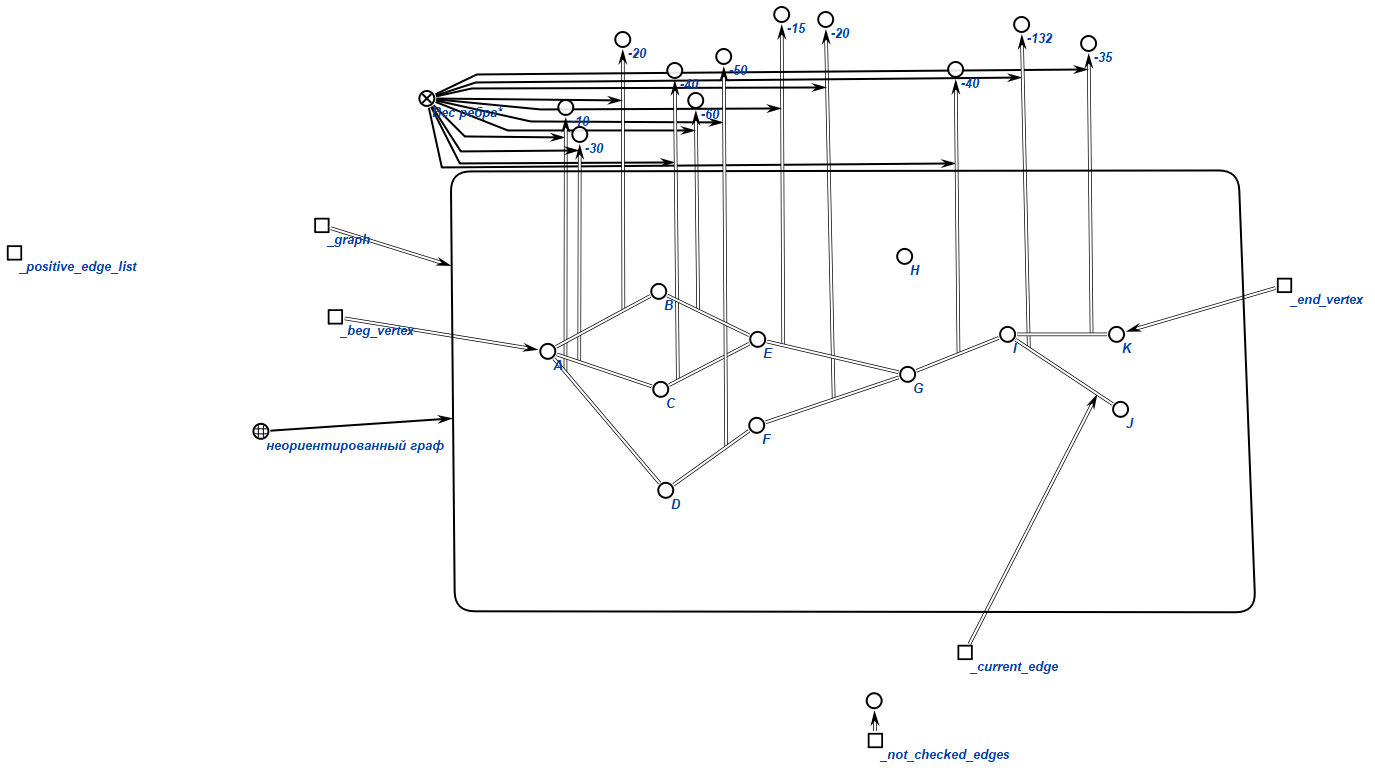 -15
-20
-132
-20
-35
-50
-40
-40
Вес ребра*
-60
-10
-30
_graph
_positive_edge_list
H
_end_vertex
B
_beg_vertex
E
I
K
A
G
C
J
F
неориентированный граф
D
_current_edge
_not_checked_edges